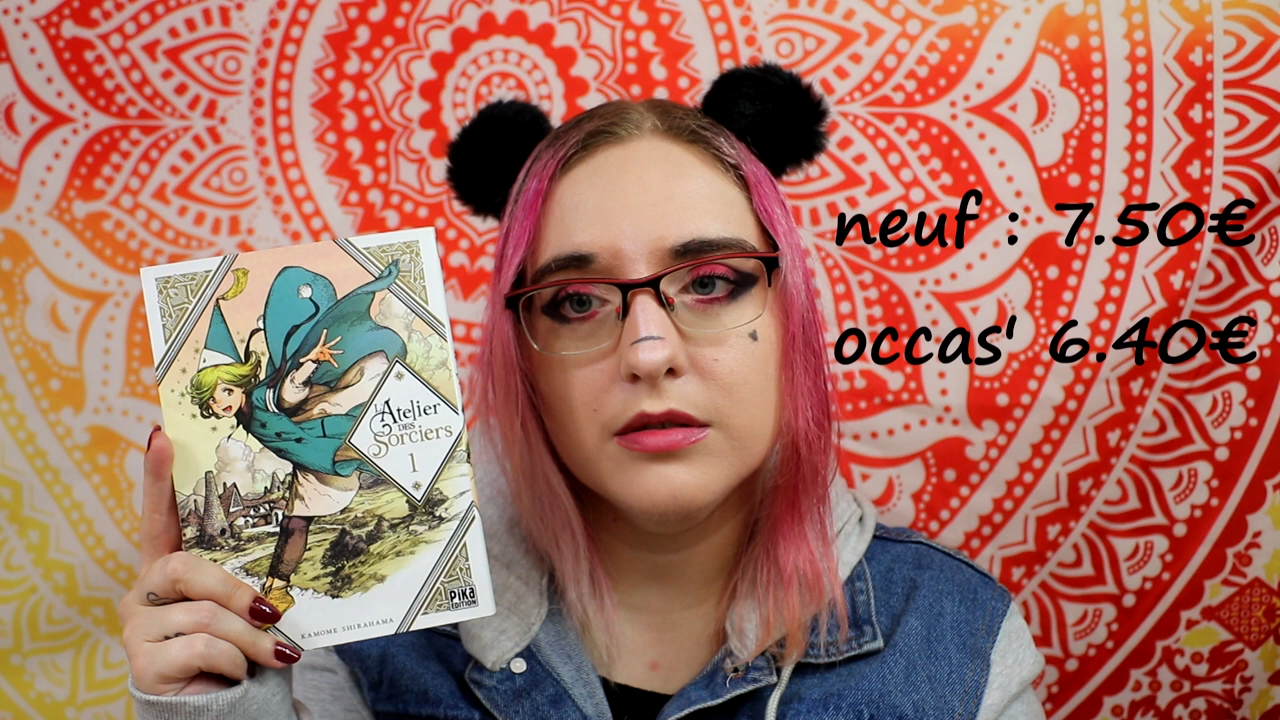 neuf : 7.50€
occas' 6.40€
L'Atelier
DES
Sorciers
1
PIKA
ÉDITION
KAMOME SHIRAHAMA